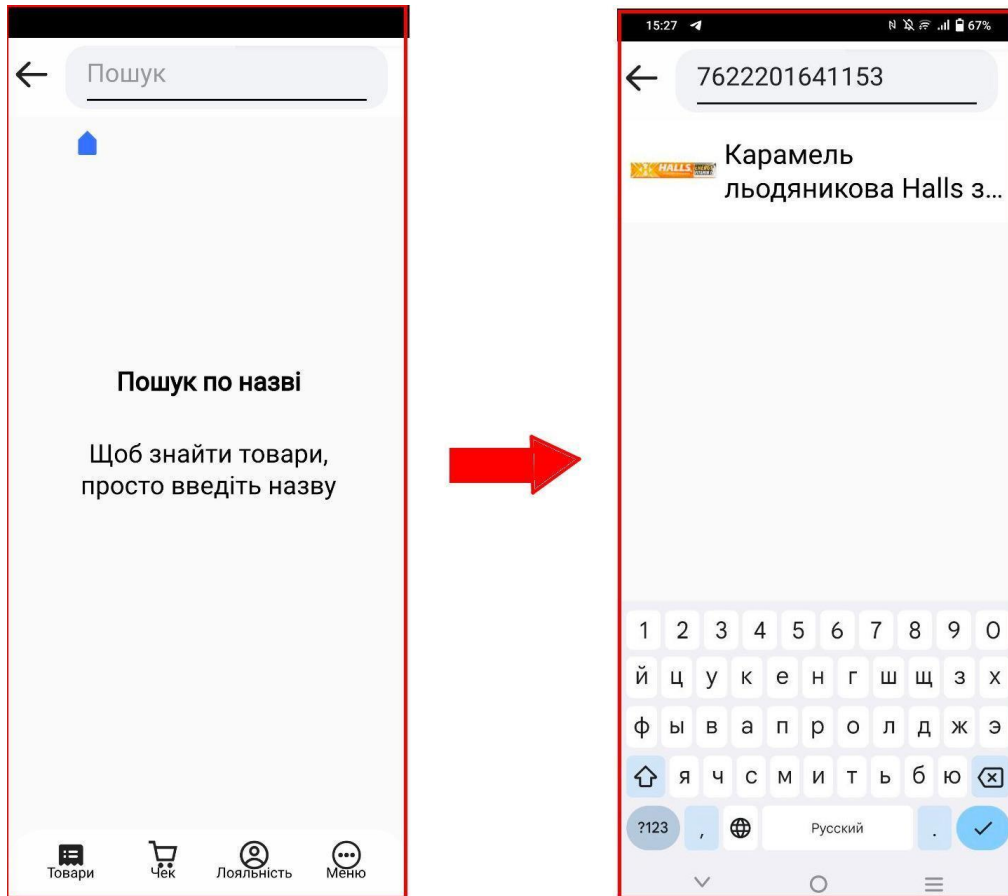 Пошук
Пошук по назві
Щоб знайти товари,
просто введіть назву
Товари
Чек
Лояльність
Меню
15:27
67%
7622201641153
HALLS
Карамель
льодяникова Halls з...
1 2 3 4 5 6 7 8 9 0
й ц у к е н г ш щ з х
ф ы в а п р о л д ж э
я ч с м и т ь б ю
?123 , Русский .